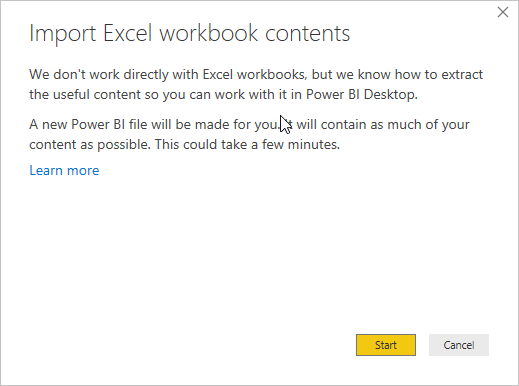 Import Excel workbook contents
We don't work directly with Excel workbooks, but we know how to extract
the useful content so you can work with it in Power BI Desktop.
A new Power BI file will be made for you. It will contain as much of your
content as possible. This could take a few minutes.
Learn more
Start
Cancel